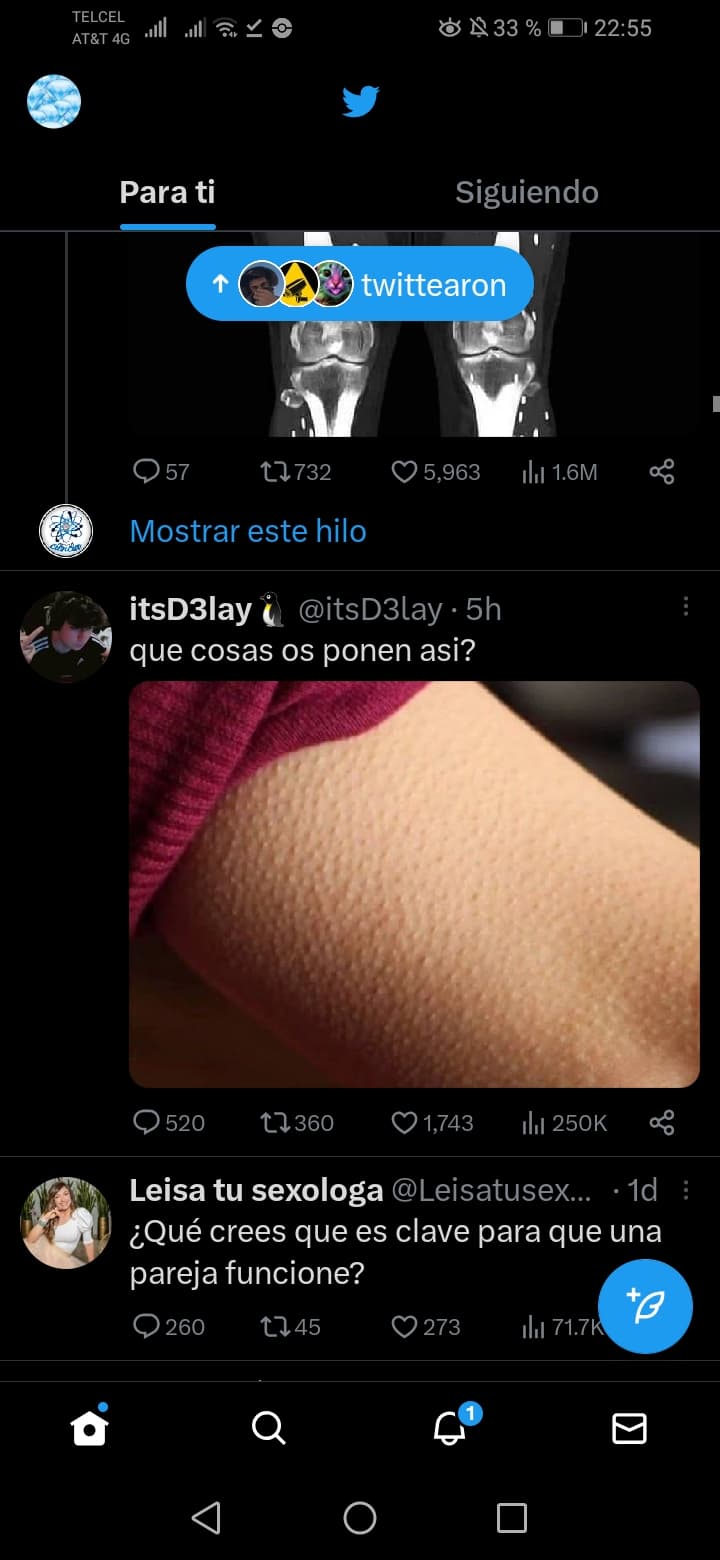 TELCEL
AT&T 4G
33 % 22:55
Para ti Siguiendo
twittearon
57 732 5,963 1.6M
Mostrar este hilo
itsD3lay🐧 @itsD3lay · 5h
que cosas os ponen asi?
520 360 1,743 250K
Leisa tu sexologa @Leisatusex... · 1d
¿Qué crees que es clave para que una
pareja funcione?
260 45 273 71.7K
1